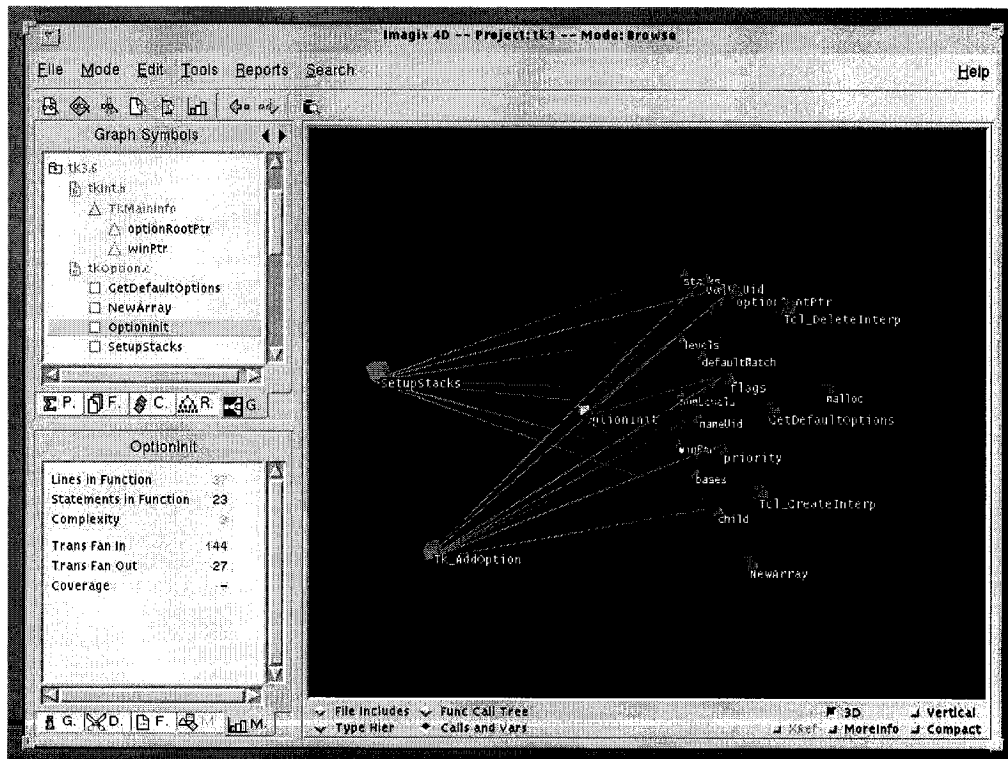 Imagix 4D -- Project: tk1 -- Mode: Browse
File Mode Edit Tools Reports Search Help
Graph Symbols
tk3.6
tkInt.h
TkMainInfo
optionRootPtr
winPtr
tkOption.c
GetDefaultOptions
NewArray
OptionInit
SetupStacks
P. F. C. R. G.
OptionInit
Lines in Function
Statements in Function 23
Complexity
Trans Fan In 144
Trans Fan Out 27
Coverage -
G. D. F. M. M.
stacks
Tcl_DeleteInterp
levels
defaultMatch
SetupStacks
flags
malloc
numLevels
GetDefaultOptions
nameUid
priority
bases
Tcl_CreateInterp
child
Tk_AddOption
NewArray
File Includes Func Call Tree 3D Vertical
Type Hier Calls and Vars XRef MoreInfo Compact